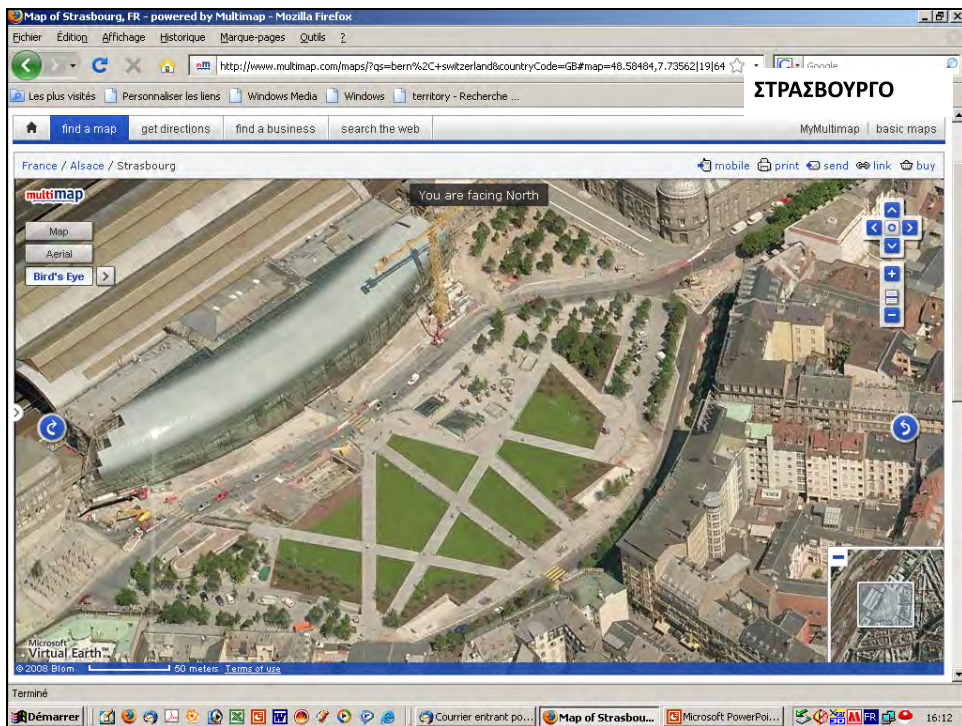 Map of Strasbourg, FR - powered by Multimap - Mozilla Firefox
Fichier Édition Affichage Historique Marque-pages Outils ?
http://www.multimap.com/maps/?qs=bern%2C+switzerland&countryCode=GB#map=48.58484,7.73562|19|64
Google
Les plus visités Personnaliser les liens Windows Media Windows territory - Recherche ...
ΣΤΡΑΣΒΟΥΡΓΟ
find a map get directions find a business search the web MyMultimap basic maps
France / Alsace / Strasbourg mobile print send link buy
multimap
You are facing North
Map
Aerial
Bird's Eye
Microsoft
Virtual Earth™
© 2008 Blom 50 meters Terms of use
Terminé
Démarrer Courrier entrant po... Map of Strasbou... Microsoft PowerPoi... FR 16:12